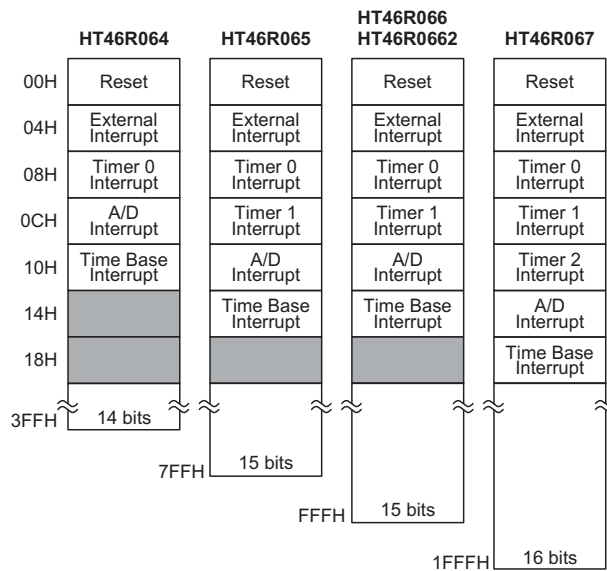 HT46R064
HT46R065
HT46R066
HT46R0662
HT46R067
00H
Reset
Reset
Reset
Reset
04H
External
Interrupt
External
Interrupt
External
Interrupt
External
Interrupt
08H
Timer 0
Interrupt
Timer 0
Interrupt
Timer 0
Interrupt
Timer 0
Interrupt
0CH
A/D
Interrupt
Timer 1
Interrupt
Timer 1
Interrupt
Timer 1
Interrupt
10H
Time Base
Interrupt
A/D
Interrupt
A/D
Interrupt
Timer 2
Interrupt
14H
Time Base
Interrupt
Time Base
Interrupt
A/D
Interrupt
18H
Time Base
Interrupt
3FFH
14 bits
7FFH
15 bits
FFFH
15 bits
1FFFH
16 bits